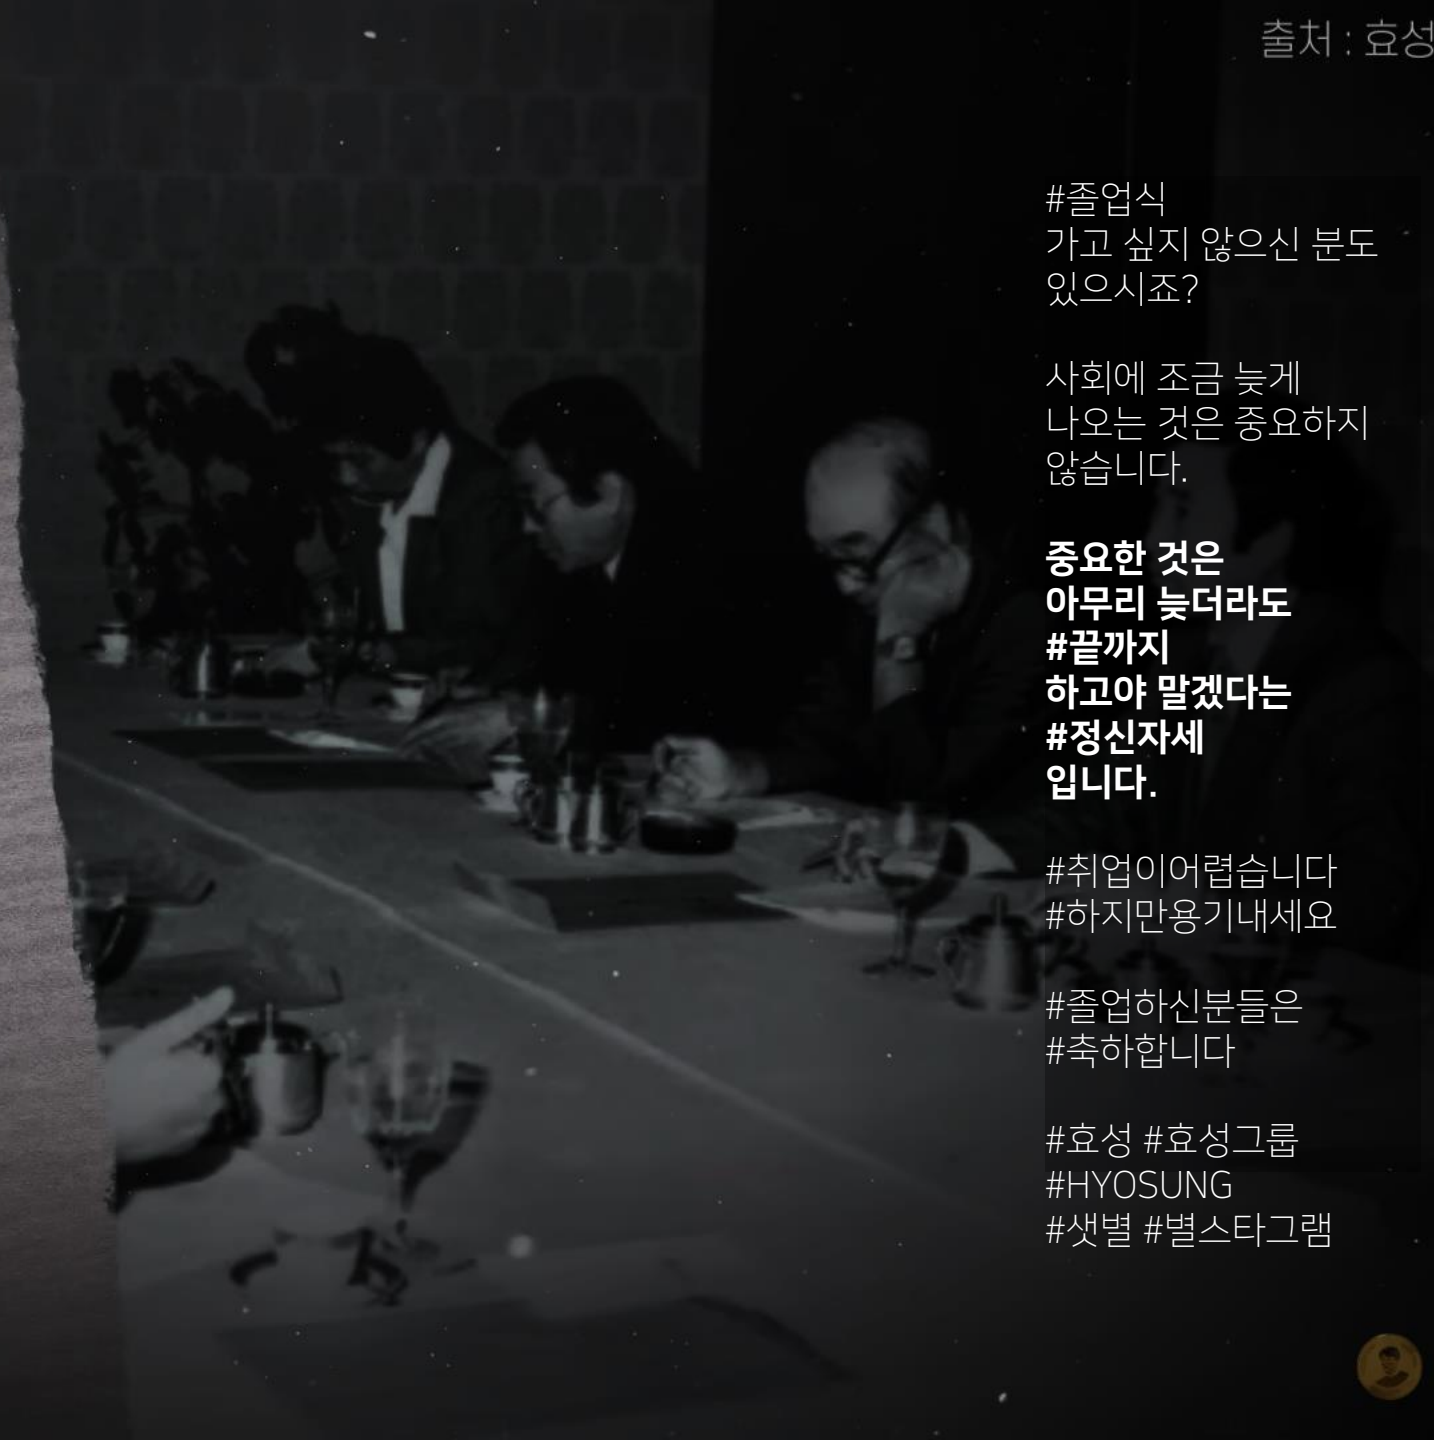 출처 : 효성
#졸업식
가고 싶지 않으신 분도
있으시죠?
사회에 조금 늦게
나오는 것은 중요하지
않습니다.
중요한 것은
아무리 늦더라도
#끝까지
하고야 말겠다는
#정신자세
입니다.
#취업이어렵습니다
#하지만용기내세요
#졸업하신분들은
#축하합니다
#효성 #효성그룹
#HYOSUNG
#샛별 #별스타그램